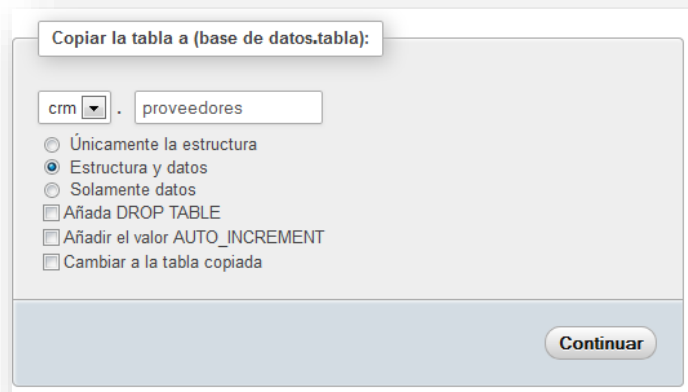 Copiar la tabla a (base de datos.tabla):
crm . proveedores
Únicamente la estructura
Estructura y datos
Solamente datos
Añada DROP TABLE
Añadir el valor AUTO_INCREMENT
Cambiar a la tabla copiada
Continuar